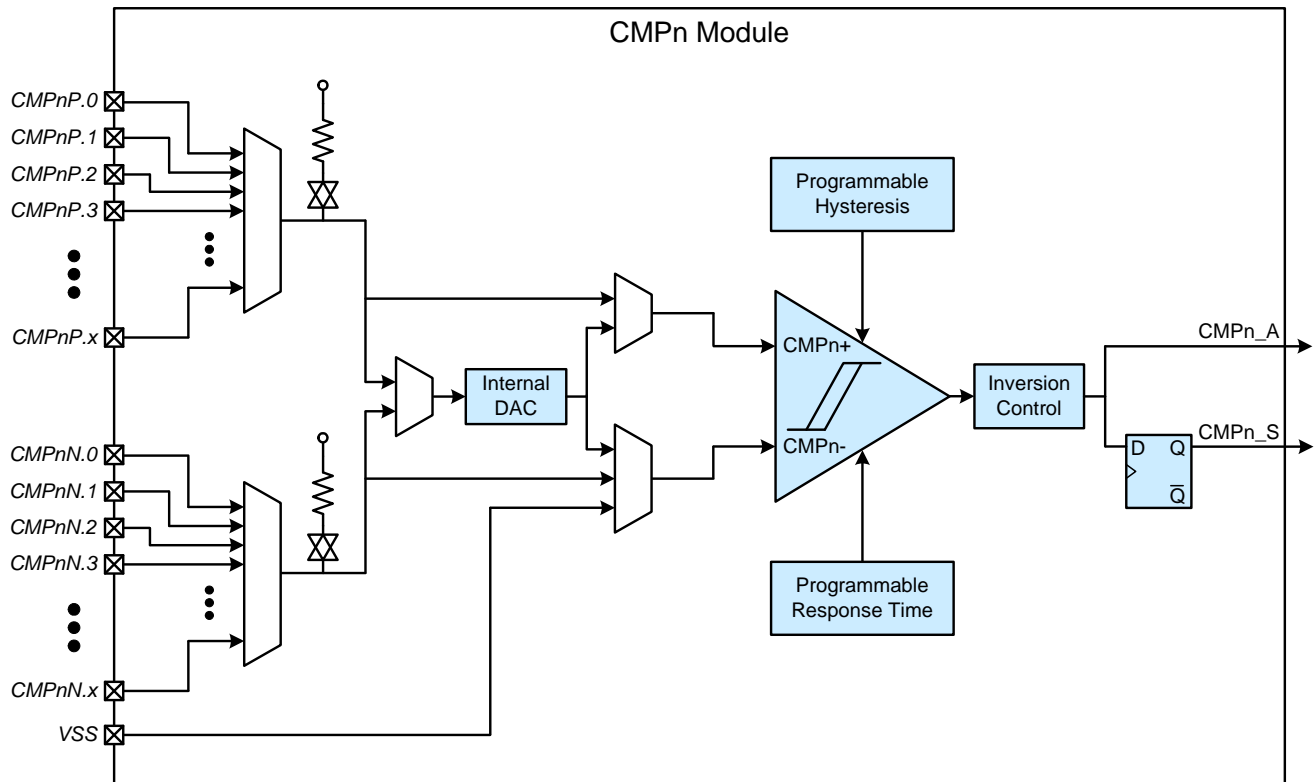 CMPn Module
CMPnP.0
CMPnP.1
CMPnP.2
CMPnP.3
CMPnP.x
CMPnN.0
CMPnN.1
CMPnN.2
CMPnN.3
CMPnN.x
VSS
Internal
DAC
Programmable
Hysteresis
CMPn+
CMPn-
Programmable
Response Time
Inversion
Control
CMPn_A
CMPn_S
D Q
Q̅